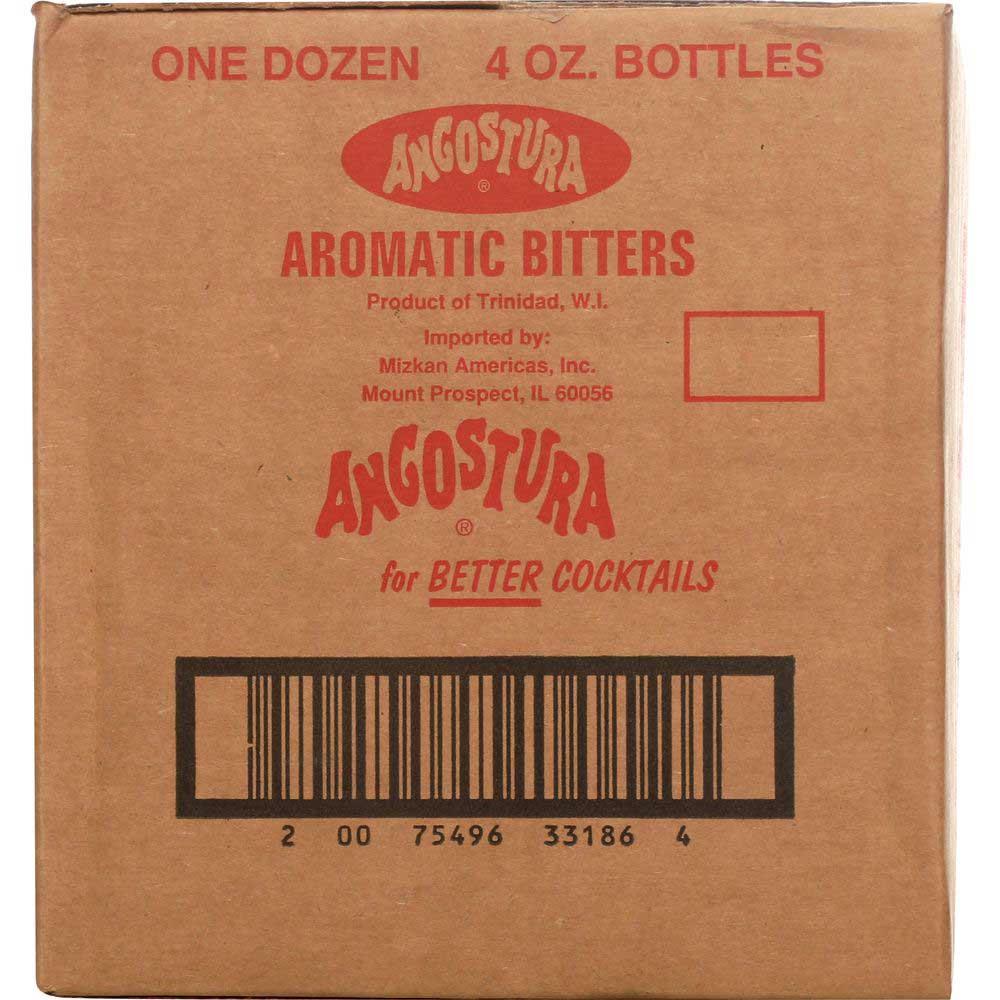 ONE DOZEN 4 OZ. BOTTLES
ANGOSTURA
®
AROMATIC BITTERS
Product of Trinidad, W.I.
Imported by:
Mizkan Americas, Inc.
Mount Prospect, IL 60056
ANGOSTURA
®
for BETTER COCKTAILS
2 00 75496 33186 4